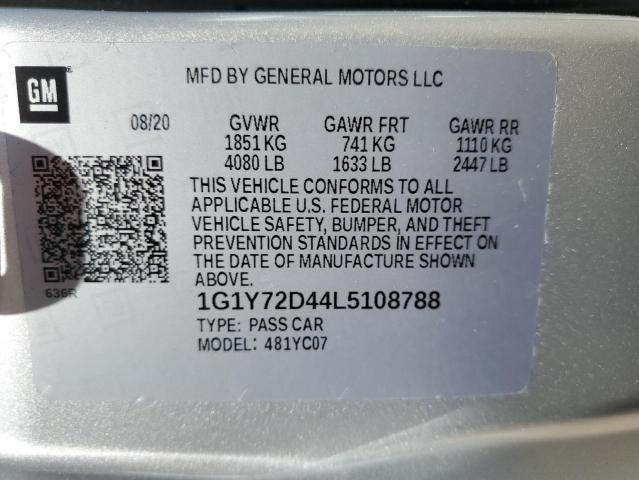 GM
MFD BY GENERAL MOTORS LLC
08/20 GVWR GAWR FRT GAWR RR
1851 KG 741 KG 1110 KG
4080 LB 1633 LB 2447 LB
THIS VEHICLE CONFORMS TO ALL
APPLICABLE U.S. FEDERAL MOTOR
VEHICLE SAFETY, BUMPER, AND THEFT
PREVENTION STANDARDS IN EFFECT ON
THE DATE OF MANUFACTURE SHOWN
ABOVE.
636R
1G1Y72D44L5108788
TYPE: PASS CAR
MODEL: 481YC07